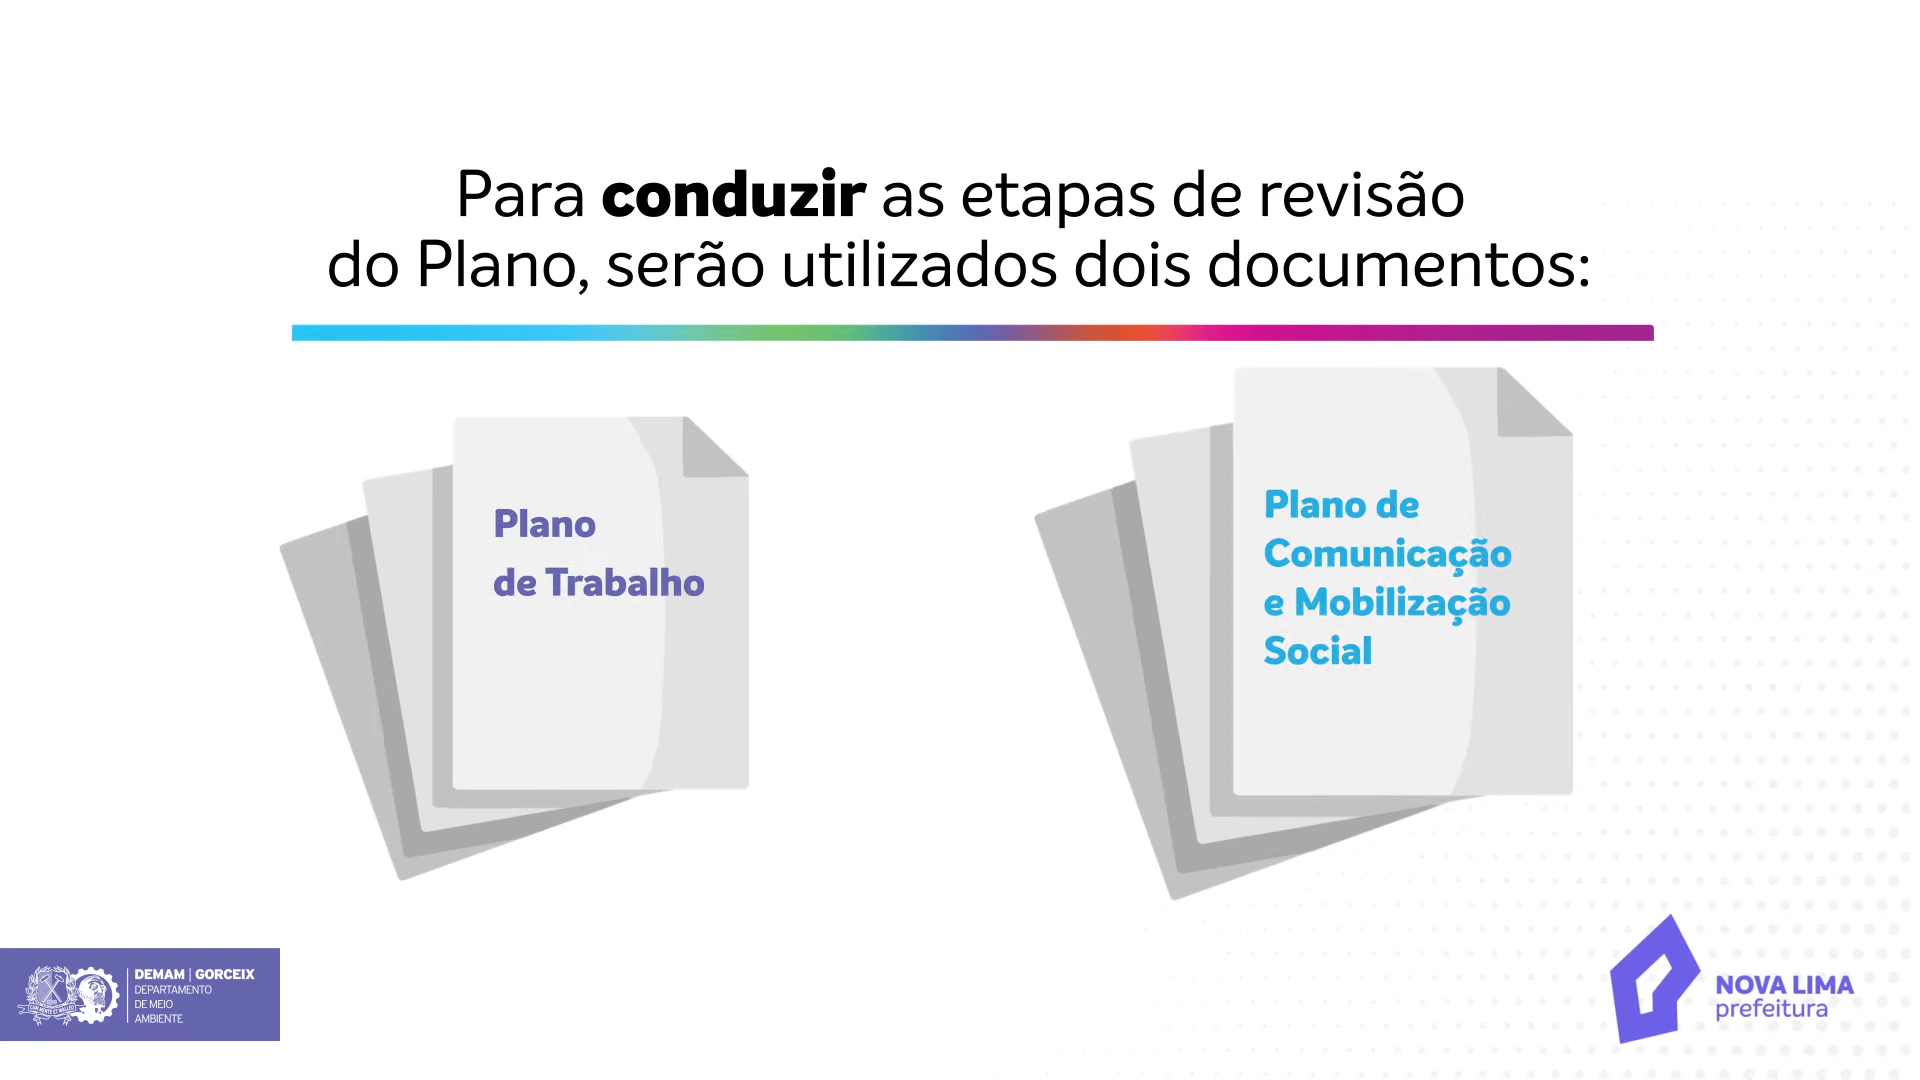 Para conduzir as etapas de revisão
do Plano, serão utilizados dois documentos:
Plano
de Trabalho
Plano de
Comunicação
e Mobilização
Social
DEMAM | GORCEIX
DEPARTAMENTO
DE MEIO
AMBIENTE
NOVA LIMA
prefeitura